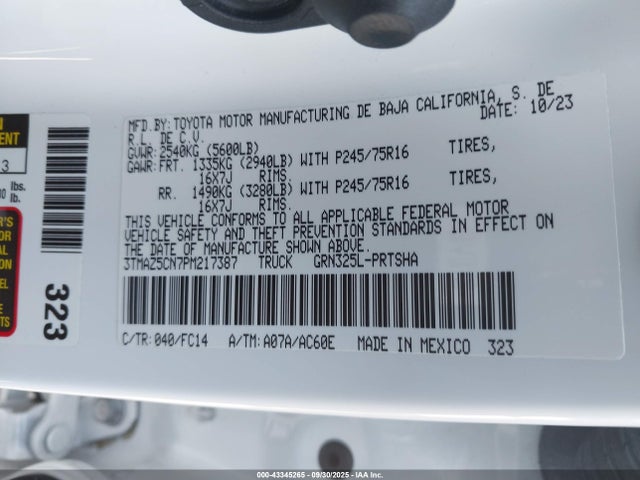 MFD.BY:TOYOTA MOTOR MANUFACTURING DE BAJA CALIFORNIA, S. DE
R.L. DE C.V. DATE: 10/23
GVWR: 2540KG (5600LB)
GAWR: FRT. 1335KG (2940LB) WITH P245/75R16 TIRES,
16X7J RIMS.
RR. 1490KG (3280LB) WITH P245/75R16 TIRES,
16X7J RIMS.
THIS VEHICLE CONFORMS TO ALL APPLICABLE FEDERAL MOTOR
VEHICLE SAFETY AND THEFT PREVENTION STANDARDS IN EFFECT ON
THE DATE OF MANUFACTURE SHOWN ABOVE.
3TMAZ5CN7PM217387 TRUCK GRN325L-PRTSHA
C/TR: 040/FC14 A/TM: A07A/AC60E MADE IN MEXICO 323
323
lbs.
000-43345265 - 09/30/2025 - IAA Inc.